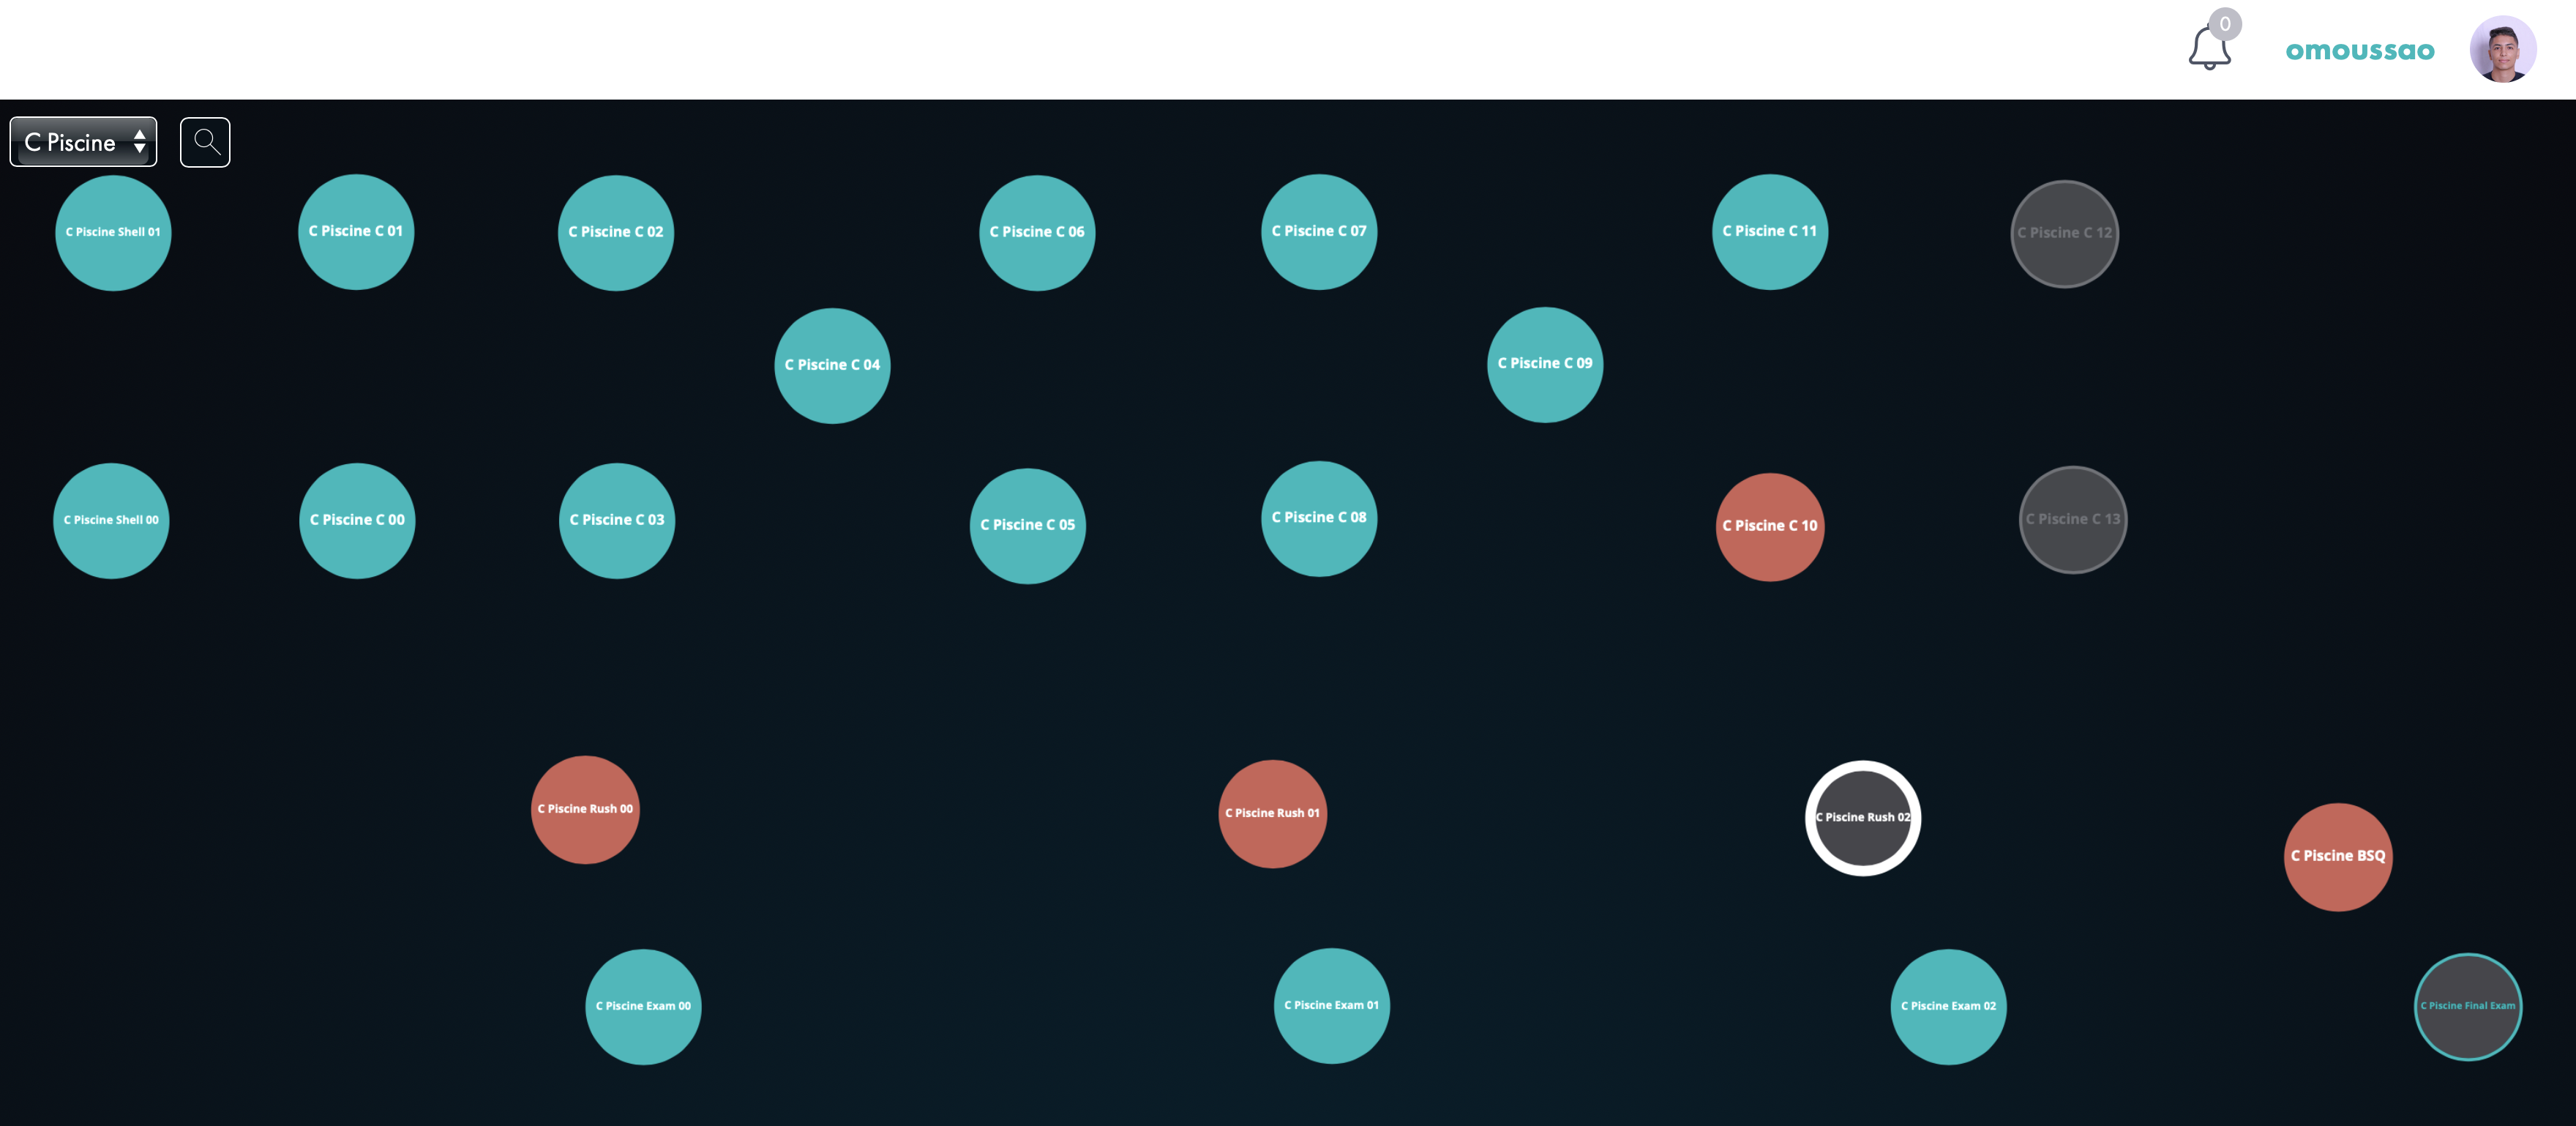 0
omoussao
C Piscine
C Piscine Shell 01
C Piscine C 01
C Piscine C 02
C Piscine C 06
C Piscine C 07
C Piscine C 11
C Piscine C 12
C Piscine C 04
C Piscine C 09
C Piscine Shell 00
C Piscine C 00
C Piscine C 03
C Piscine C 05
C Piscine C 08
C Piscine C 10
C Piscine C 13
C Piscine Rush 00
C Piscine Rush 01
C Piscine Rush 02
C Piscine BSQ
C Piscine Exam 00
C Piscine Exam 01
C Piscine Exam 02
C Piscine Final Exam